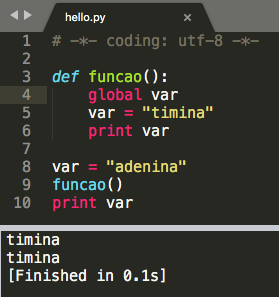 hello.py ×
1 # -*- coding: utf-8 -*-
2
3 def funcao():
4     global var
5     var = "timina"
6     print var
7
8 var = "adenina"
9 funcao()
10 print var
timina
timina
[Finished in 0.1s]